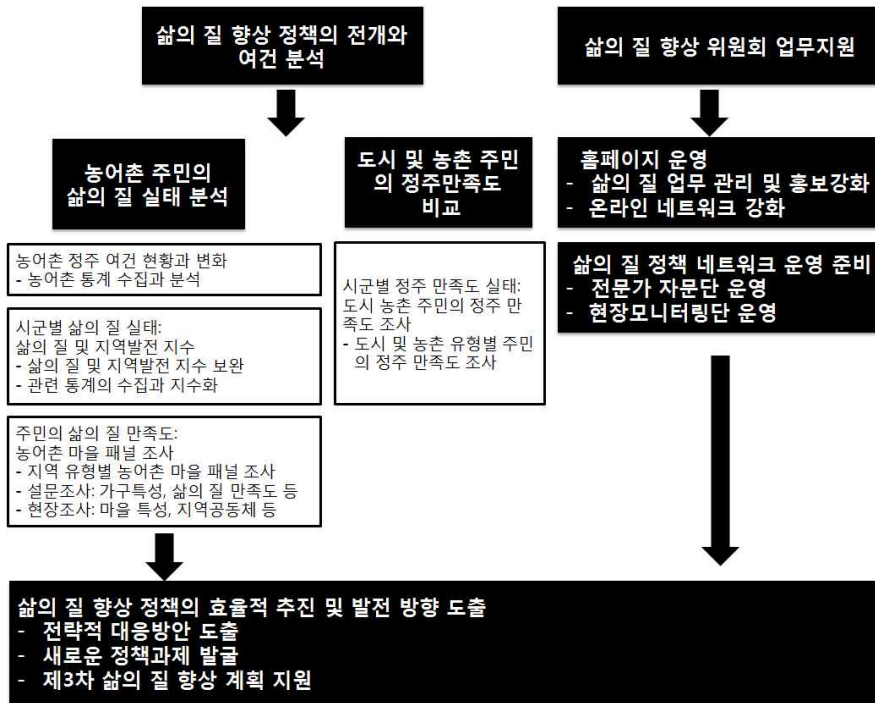 삶의 질 향상 정책의 전개와
여건 분석
삶의 질 향상 위원회 업무지원
농어촌 주민의
삶의 질 실태 분석
도시 및 농촌 주민
의 정주만족도
비교
홈페이지 운영
- 삶의 질 업무 관리 및 홍보강화
- 온라인 네트워크 강화
농어촌 정주 여건 현황과 변화
- 농어촌 통계 수집과 분석
시군별 삶의 질 실태:
삶의 질 및 지역발전 지수
- 삶의 질 및 지역발전 지수 보완
- 관련 통계의 수집과 지수화
주민의 삶의 질 만족도:
농어촌 마을 패널 조사
- 지역 유형별 농어촌 마을 패널 조사
- 설문조사: 가구특성, 삶의 질 만족도 등
- 현장조사: 마을 특성, 지역공동체 등
시군별 정주 만족도 실태:
도시 농촌 주민의 정주 만
족도 조사
- 도시 및 농촌 유형별 주민
의 정주 만족도 조사
삶의 질 정책 네트워크 운영 준비
- 전문가 자문단 운영
- 현장모니터링단 운영
삶의 질 향상 정책의 효율적 추진 및 발전 방향 도출
- 전략적 대응방안 도출
- 새로운 정책과제 발굴
- 제3차 삶의 질 향상 계획 지원